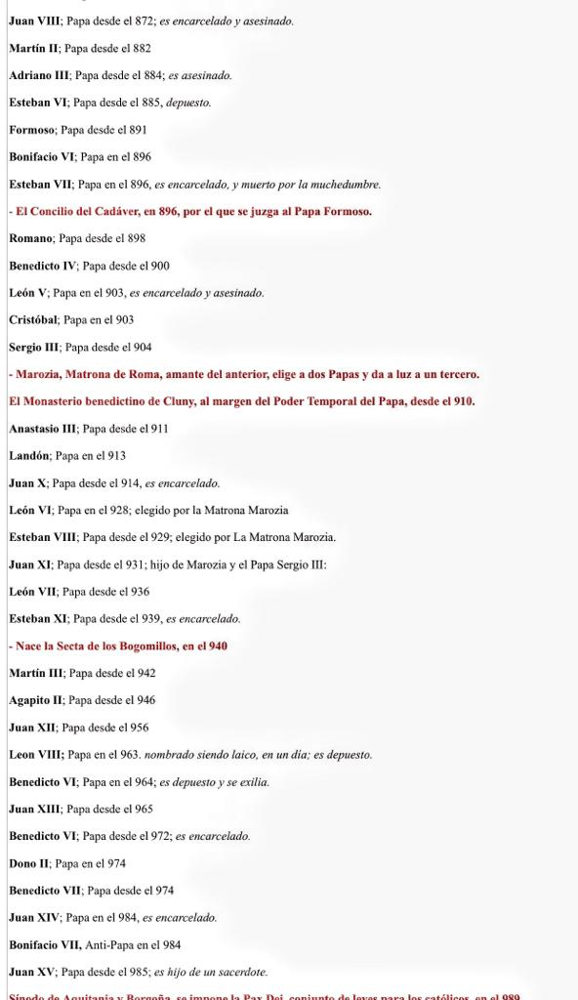 Juan VIII; Papa desde el 872; es encarcelado y asesinado.
Martín II; Papa desde el 882
Adriano III; Papa desde el 884; es asesinado.
Esteban VI; Papa desde el 885, depuesto.
Formoso; Papa desde el 891
Bonifacio VI; Papa en el 896
Esteban VII; Papa en el 896, es encarcelado, y muerto por la muchedumbre.
- El Concilio del Cadáver, en 896, por el que se juzga al Papa Formoso.
Romano; Papa desde el 898
Benedicto IV; Papa desde el 900
León V; Papa en el 903, es encarcelado y asesinado.
Cristóbal; Papa en el 903
Sergio III; Papa desde el 904
- Marozia, Matrona de Roma, amante del anterior, elige a dos Papas y da a luz a un tercero.
El Monasterio benedictino de Cluny, al margen del Poder Temporal del Papa, desde el 910.
Anastasio III; Papa desde el 911
Landón; Papa en el 913
Juan X; Papa desde el 914, es encarcelado.
León VI; Papa en el 928; elegido por la Matrona Marozia
Esteban VIII; Papa desde el 929; elegido por La Matrona Marozia.
Juan XI; Papa desde el 931; hijo de Marozia y el Papa Sergio III:
León VII; Papa desde el 936
Esteban XI; Papa desde el 939, es encarcelado.
- Nace la Secta de los Bogomillos, en el 940
Martín III; Papa desde el 942
Agapito II; Papa desde el 946
Juan XII; Papa desde el 956
Leon VIII; Papa en el 963. nombrado siendo laico, en un día; es depuesto.
Benedicto VI; Papa en el 964; es depuesto y se exilia.
Juan XIII; Papa desde el 965
Benedicto VI; Papa desde el 972; es encarcelado.
Dono II; Papa en el 974
Benedicto VII; Papa desde el 974
Juan XIV; Papa en el 984, es encarcelado.
Bonifacio VII, Anti-Papa en el 984
Juan XV; Papa desde el 985; es hijo de un sacerdote.
Sínodo de Aquitania y Borgoña, se impone la Pax Dei, conjunto de leyes para los católicos, en el 989